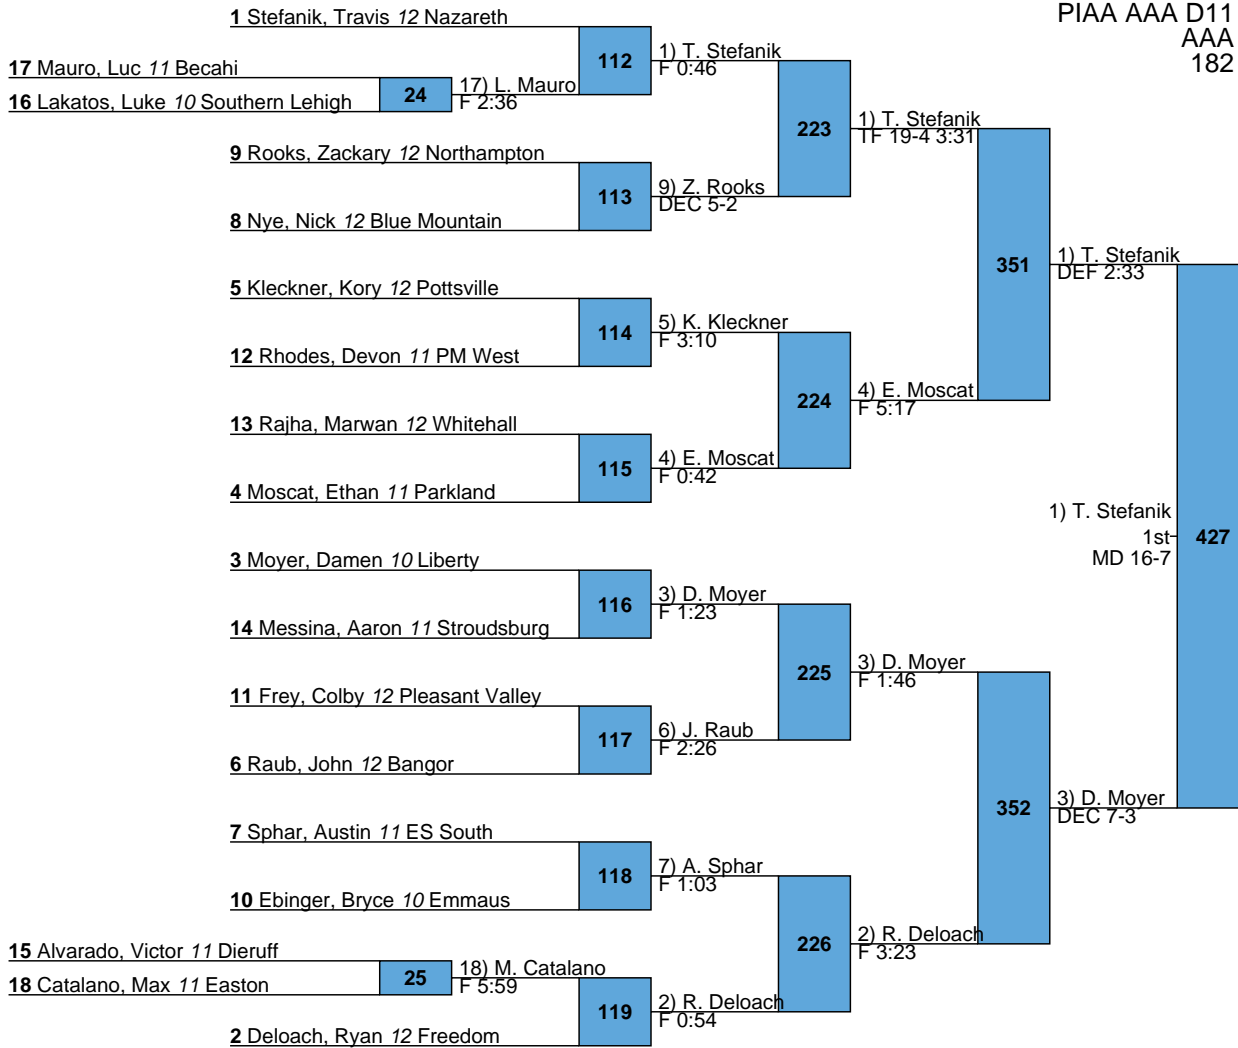 PIAA AAA D11
AAA
182
1 Stefanik, Travis 12 Nazareth
112
1) T. Stefanik
F 0:46
17 Mauro, Luc 11 Becahi
24
17) L. Mauro
F 2:36
16 Lakatos, Luke 10 Southern Lehigh
223
1) T. Stefanik
TF 19-4 3:31
9 Rooks, Zackary 12 Northampton
113
9) Z. Rooks
DEC 5-2
8 Nye, Nick 12 Blue Mountain
351
1) T. Stefanik
DEF 2:33
5 Kleckner, Kory 12 Pottsville
114
5) K. Kleckner
F 3:10
12 Rhodes, Devon 11 PM West
224
4) E. Moscat
F 5:17
13 Rajha, Marwan 12 Whitehall
115
4) E. Moscat
F 0:42
4 Moscat, Ethan 11 Parkland
1) T. Stefanik
1st
MD 16-7
427
3 Moyer, Damen 10 Liberty
116
3) D. Moyer
F 1:23
14 Messina, Aaron 11 Stroudsburg
225
3) D. Moyer
F 1:46
11 Frey, Colby 12 Pleasant Valley
117
6) J. Raub
F 2:26
6 Raub, John 12 Bangor
352
3) D. Moyer
DEC 7-3
7 Sphar, Austin 11 ES South
118
7) A. Sphar
F 1:03
10 Ebinger, Bryce 10 Emmaus
226
2) R. Deloach
F 3:23
15 Alvarado, Victor 11 Dieruff
25
18) M. Catalano
F 5:59
18 Catalano, Max 11 Easton
119
2) R. Deloach
F 0:54
2 Deloach, Ryan 12 Freedom